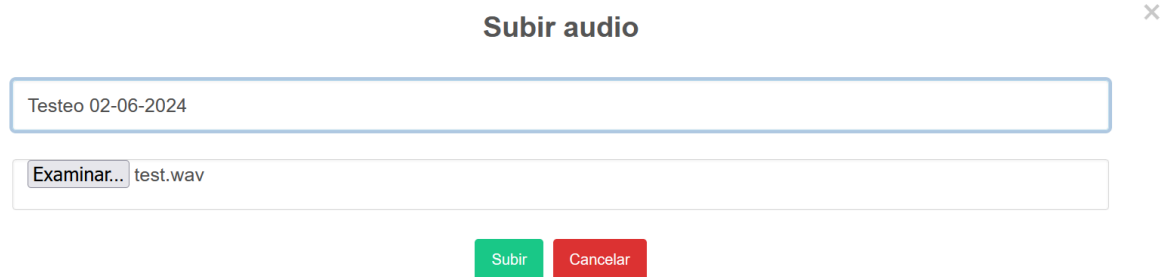 Subir audio
×
Testeo 02-06-2024
Examinar... test.wav
Subir Cancelar